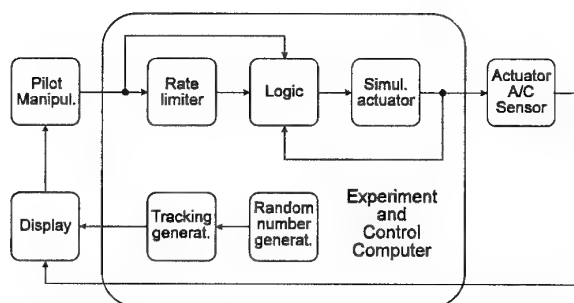 Pilot
Manipul.
Rate
limiter
Logic
Simul.
actuator
Actuator
A/C
Sensor
Display
Tracking
generat.
Random
number
generat.
Experiment
and
Control
Computer